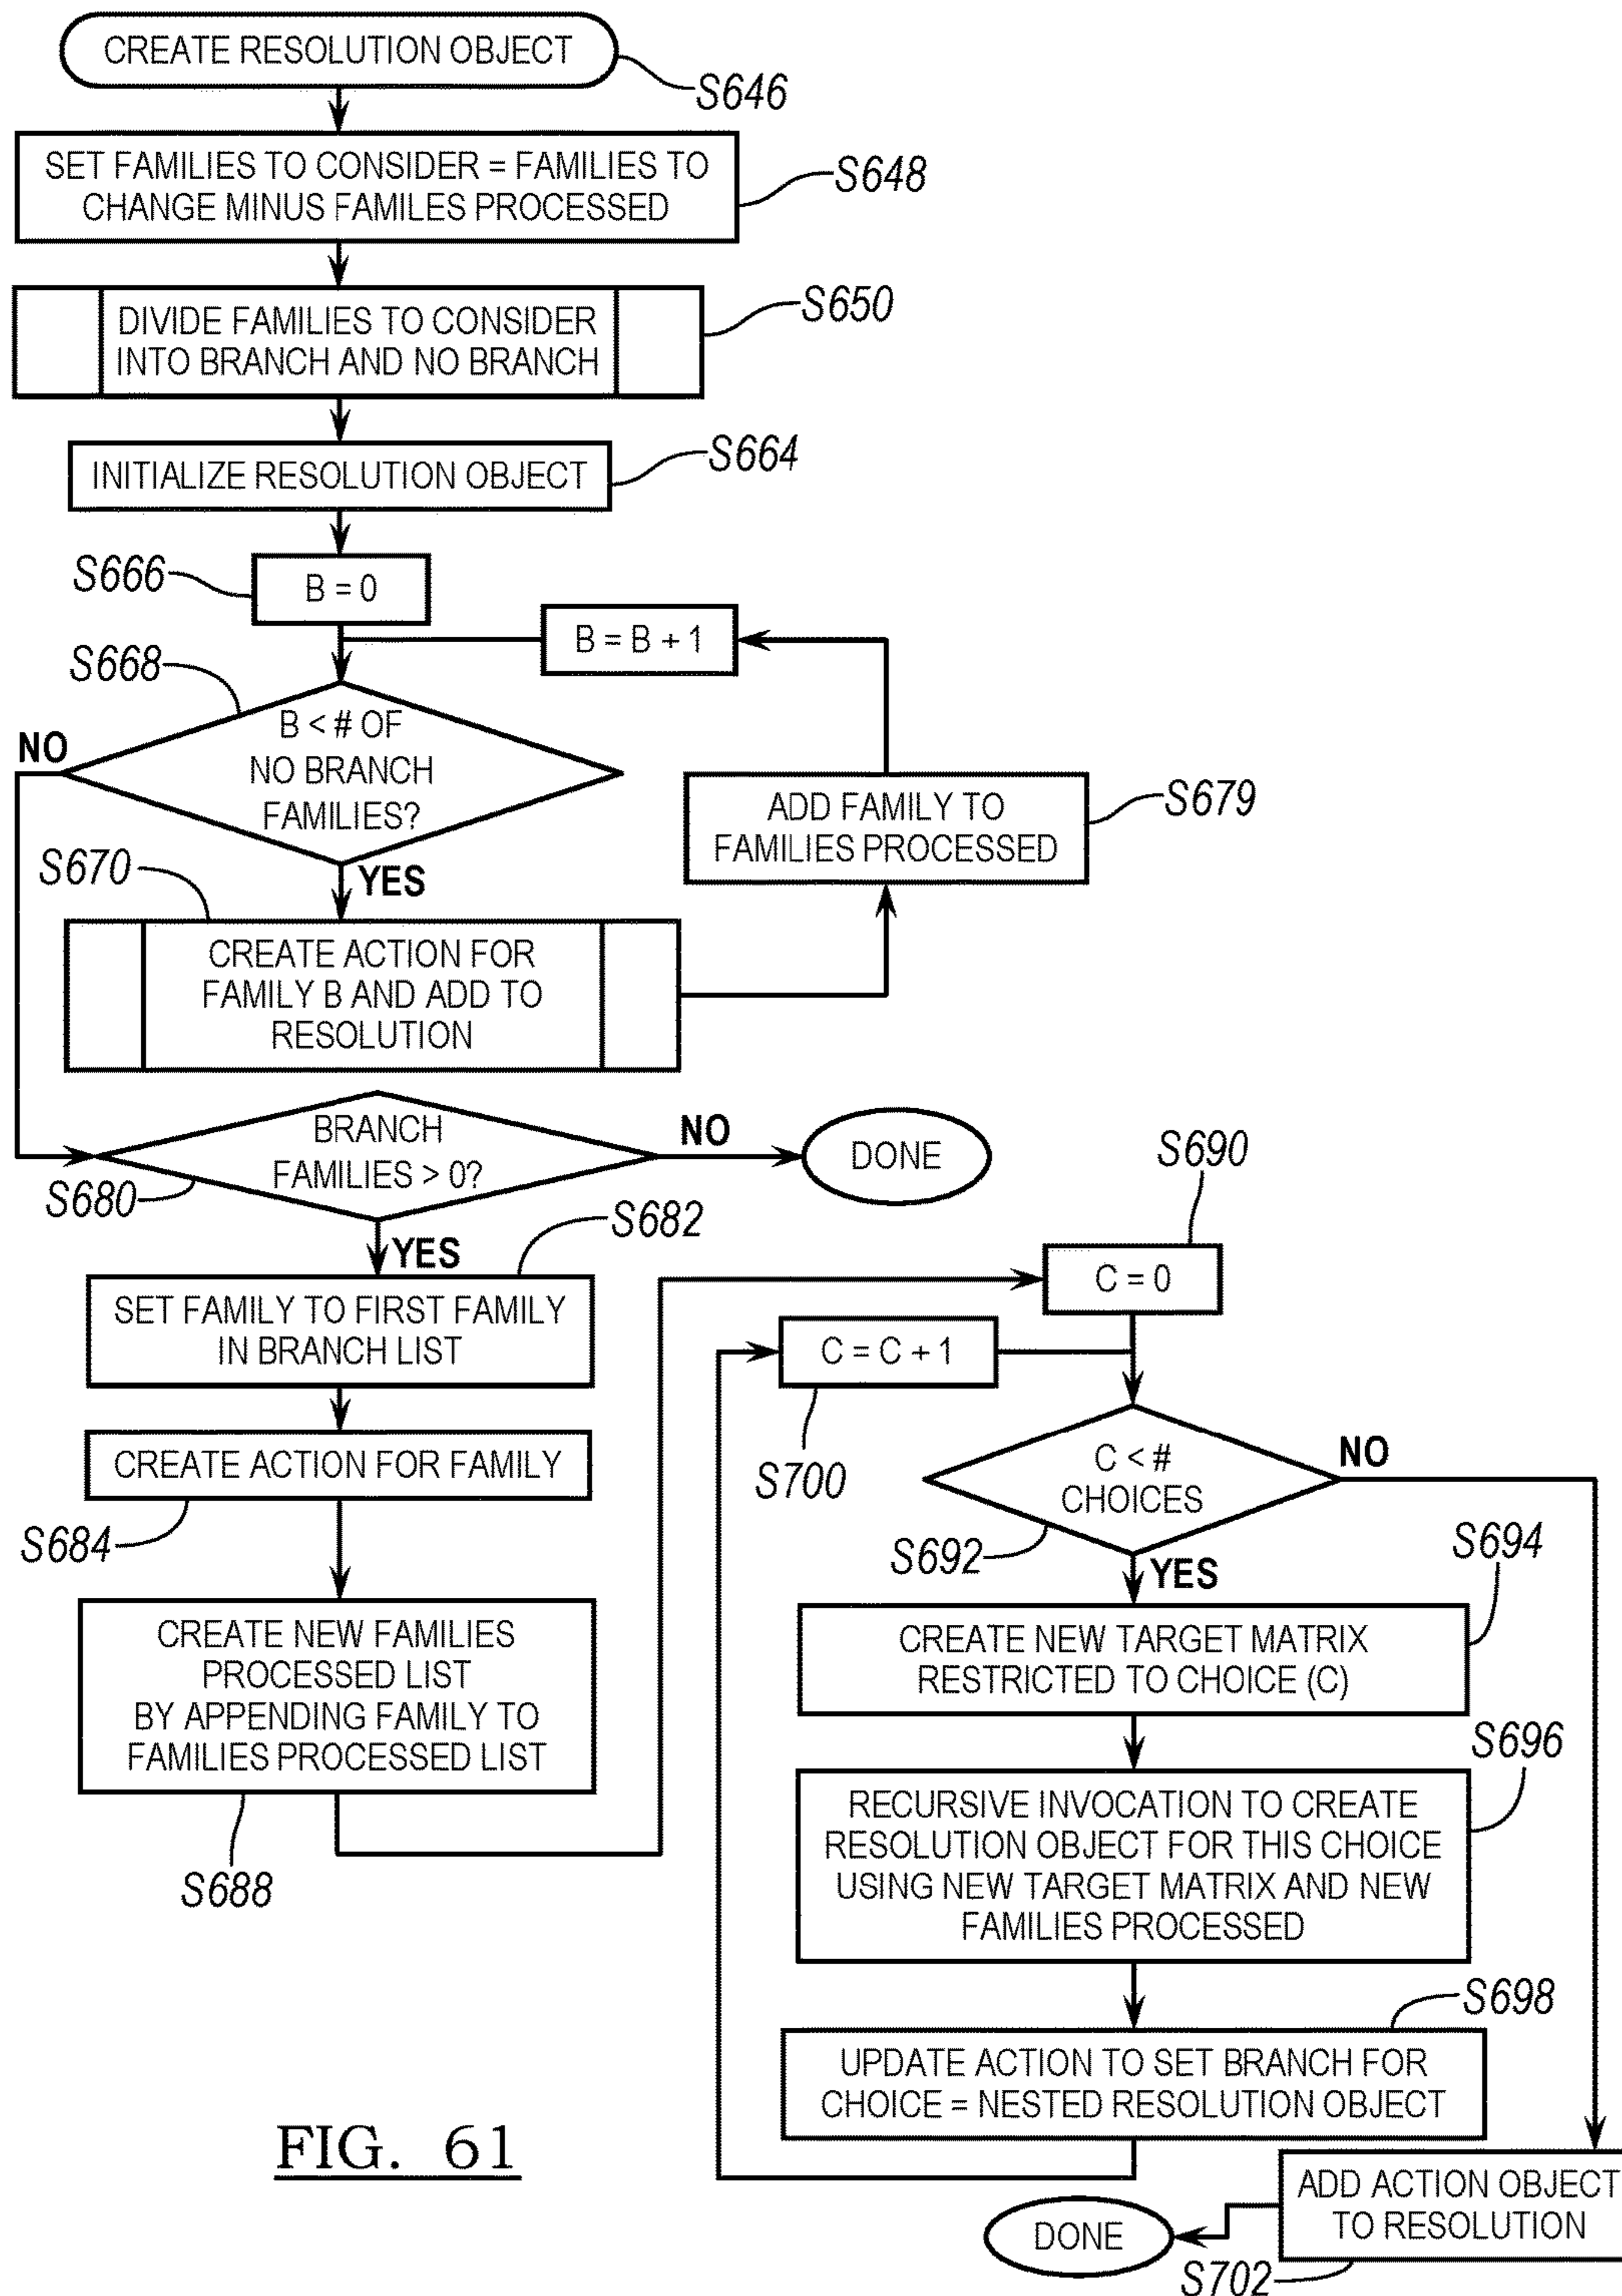 CREATE RESOLUTION OBJECT
S646
SET FAMILIES TO CONSIDER = FAMILIES TO
CHANGE MINUS FAMILES PROCESSED
S648
DIVIDE FAMILIES TO CONSIDER
INTO BRANCH AND NO BRANCH
S650
INITIALIZE RESOLUTION OBJECT
S664
S666
B = 0
B = B + 1
S668
B < # OF
NO BRANCH
FAMILIES?
NO
YES
ADD FAMILY TO
FAMILIES PROCESSED
S679
S670
CREATE ACTION FOR
FAMILY B AND ADD TO
RESOLUTION
BRANCH
FAMILIES > 0?
NO
DONE
S680
YES
S682
SET FAMILY TO FIRST FAMILY
IN BRANCH LIST
CREATE ACTION FOR FAMILY
S684
CREATE NEW FAMILIES
PROCESSED LIST
BY APPENDING FAMILY TO
FAMILIES PROCESSED LIST
S688
S690
C = 0
C = C + 1
S700
C < #
CHOICES
NO
S692
YES
S694
CREATE NEW TARGET MATRIX
RESTRICTED TO CHOICE (C)
S696
RECURSIVE INVOCATION TO CREATE
RESOLUTION OBJECT FOR THIS CHOICE
USING NEW TARGET MATRIX AND NEW
FAMILIES PROCESSED
S698
UPDATE ACTION TO SET BRANCH FOR
CHOICE = NESTED RESOLUTION OBJECT
ADD ACTION OBJECT
TO RESOLUTION
S702
DONE
FIG. 61